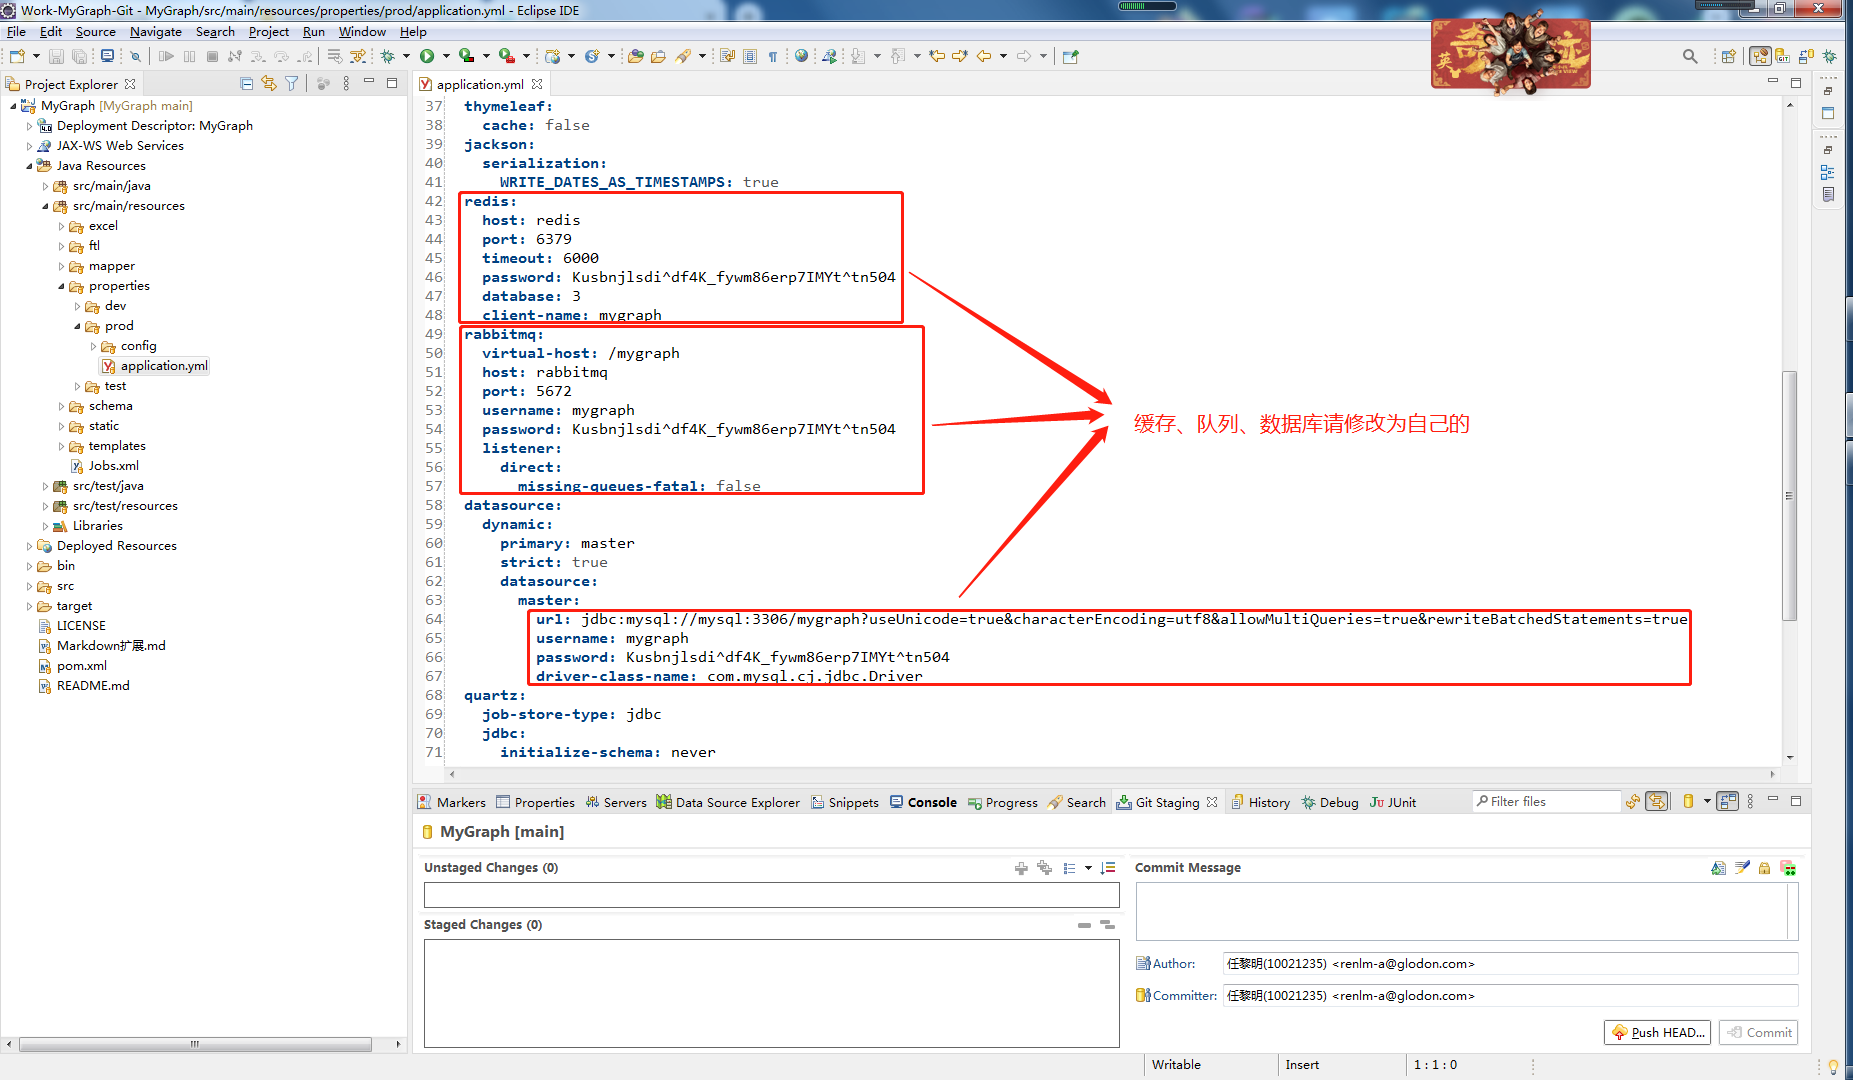 Work-MyGraph-Git - MyGraph/src/main/resources/properties/prod/application.yml - Eclipse IDE
File Edit Source Navigate Search Project Run Window Help
Project Explorer
MyGraph [MyGraph main]
Deployment Descriptor: MyGraph
JAX-WS Web Services
Java Resources
src/main/java
src/main/resources
excel
ftl
mapper
properties
dev
prod
config
application.yml
test
schema
static
templates
Jobs.xml
src/test/java
src/test/resources
Libraries
Deployed Resources
bin
src
target
LICENSE
Markdown扩展.md
pom.xml
README.md
application.yml
37 thymeleaf:
38 cache: false
39 jackson:
40 serialization:
41 WRITE_DATES_AS_TIMESTAMPS: true
42 redis:
43 host: redis
44 port: 6379
45 timeout: 6000
46 password: Kusbnjlsdi^df4K_fywm86erp7IMYt^tn504
47 database: 3
48 client-name: mygraph
49 rabbitmq:
50 virtual-host: /mygraph
51 host: rabbitmq
52 port: 5672
53 username: mygraph
54 password: Kusbnjlsdi^df4K_fywm86erp7IMYt^tn504
55 listener:
56 direct:
57 missing-queues-fatal: false
58 datasource:
59 dynamic:
60 primary: master
61 strict: true
62 datasource:
63 master:
64 url: jdbc:mysql://mysql:3306/mygraph?useUnicode=true&characterEncoding=utf8&allowMultiQueries=true&rewriteBatchedStatements=true
65 username: mygraph
66 password: Kusbnjlsdi^df4K_fywm86erp7IMYt^tn504
67 driver-class-name: com.mysql.cj.jdbc.Driver
68 quartz:
69 job-store-type: jdbc
70 jdbc:
71 initialize-schema: never
缓存、队列、数据库请修改为自己的
Markers Properties Servers Data Source Explorer Snippets Console Progress Search Git Staging History Debug JUnit Filter files
MyGraph [main]
Unstaged Changes (0)
Staged Changes (0)
Commit Message
Author: 任黎明(10021235) <renlm-a@glodon.com>
Committer: 任黎明(10021235) <renlm-a@glodon.com>
Push HEAD... Commit
Writable Insert 1 : 1 : 0